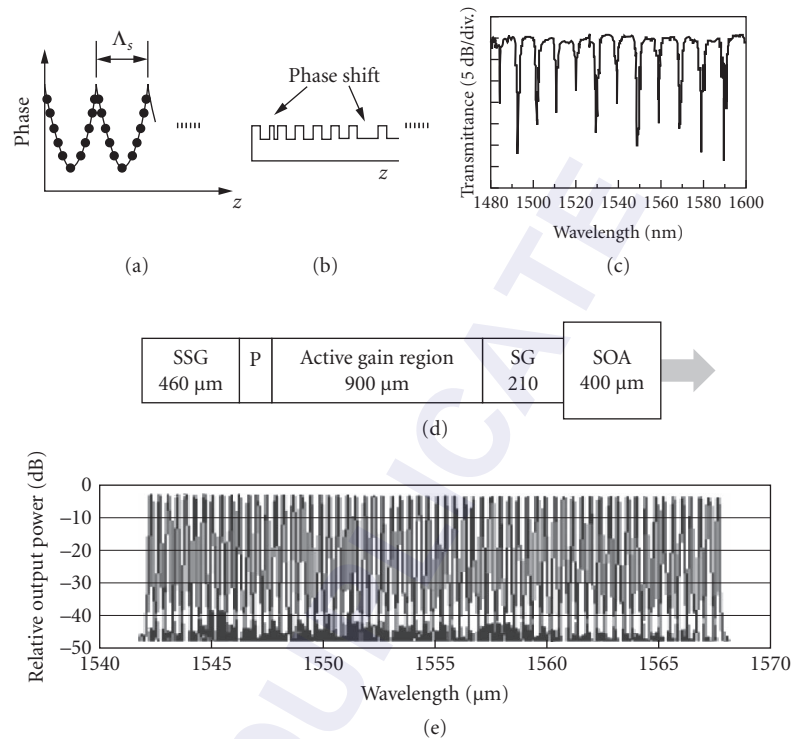 Λs
Phase
z
(a)
Phase shift
z
(b)
Transmittance (5 dB/div.)
1480 1500 1520 1540 1560 1580 1600
Wavelength (nm)
(c)
SSG
460 μm
P
Active gain region
900 μm
SG
210
SOA
400 μm
(d)
Relative output power (dB)
0
–10
–20
–30
–40
–50
1540 1545 1550 1555 1560 1565 1570
Wavelength (μm)
(e)
DUPLICATE